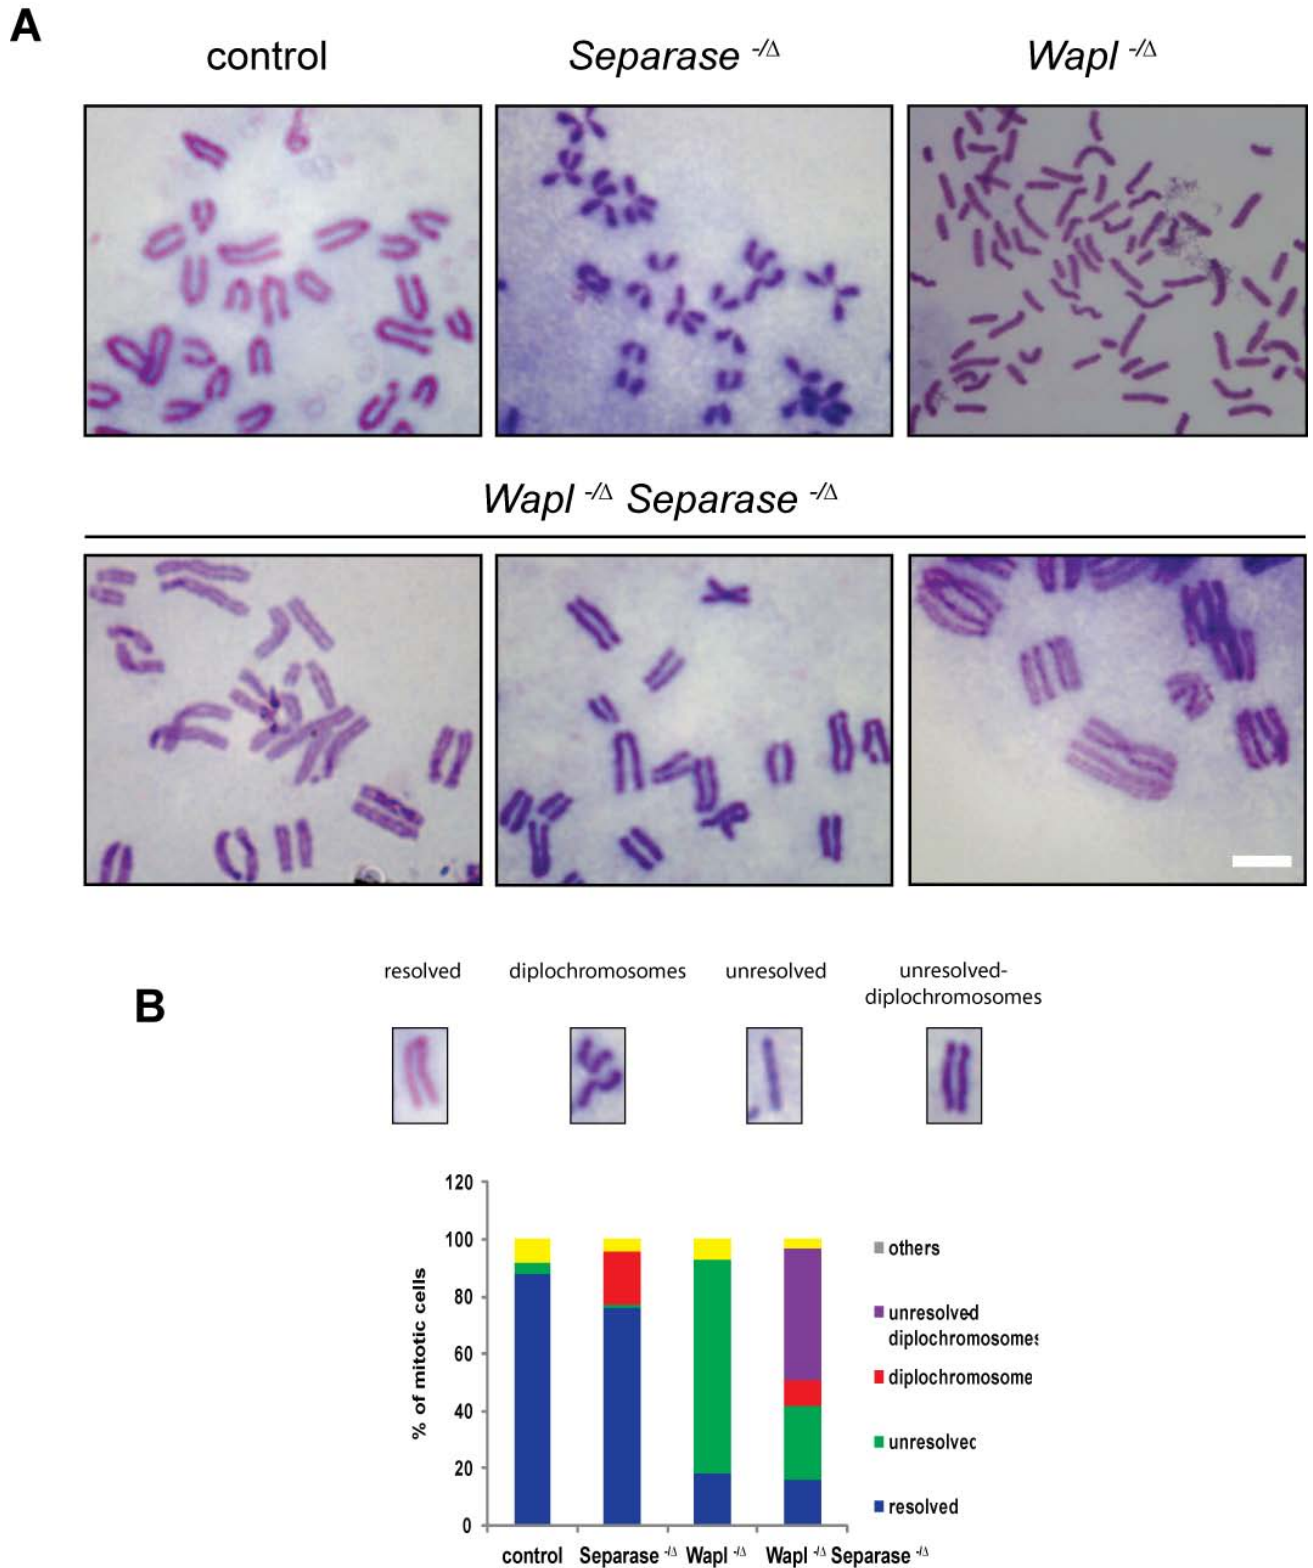 A
control
Separase -/Δ
Wapl -/Δ
Wapl -/Δ Separase -/Δ
B
resolved
diplochromosomes
unresolved
unresolved-
diplochromosomes
120
100
80
60
40
20
0
% of mitotic cells
others
unresolved
diplochromosomes
diplochromosome
unresolvec
resolved
control Separase -/Δ Wapl -/Δ Wapl -/Δ Separase -/Δ